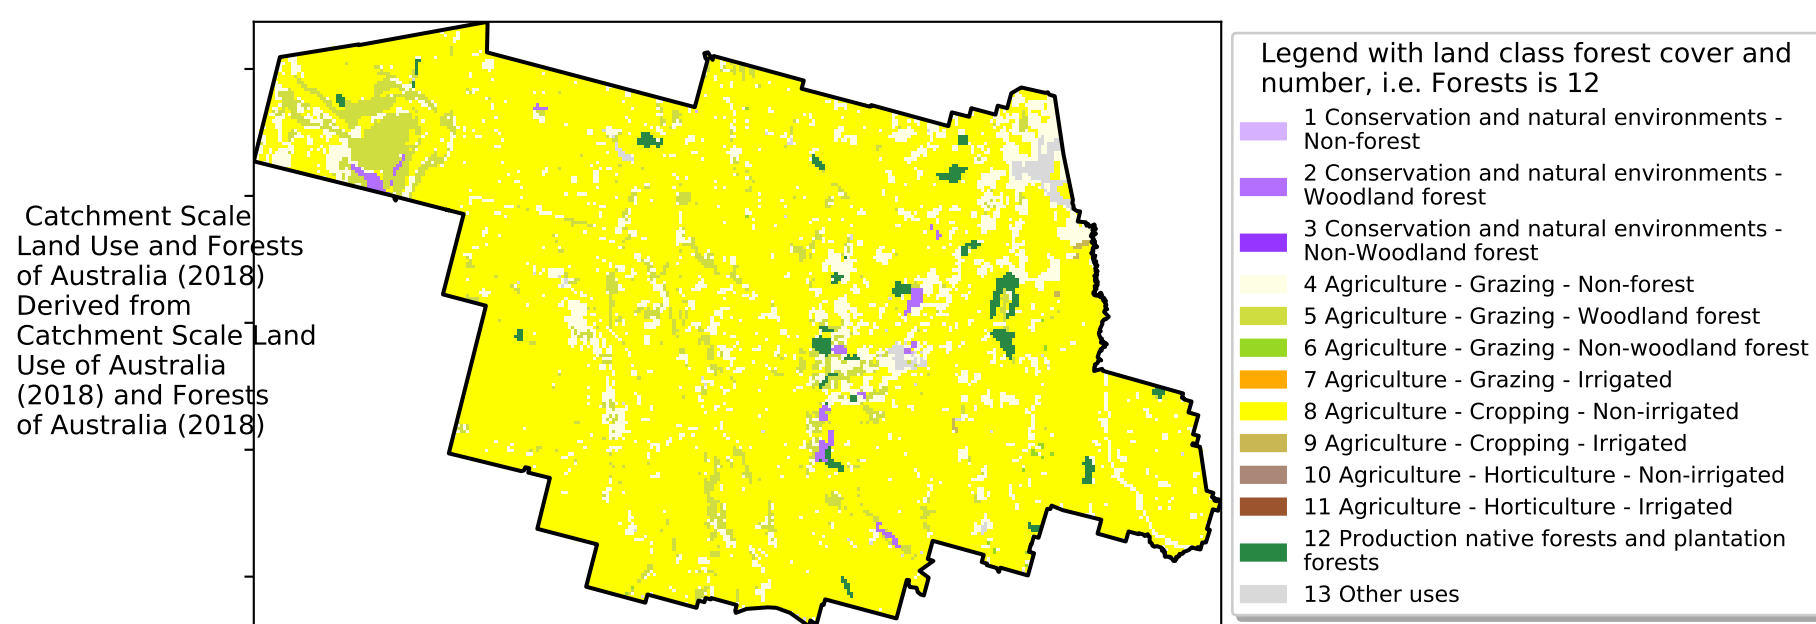 Catchment Scale
Land Use and Forests
of Australia (2018)
Derived from
Catchment Scale Land
Use of Australia
(2018) and Forests
of Australia (2018)
Legend with land class forest cover and
number, i.e. Forests is 12
1 Conservation and natural environments -
Non-forest
2 Conservation and natural environments -
Woodland forest
3 Conservation and natural environments -
Non-Woodland forest
4 Agriculture - Grazing - Non-forest
5 Agriculture - Grazing - Woodland forest
6 Agriculture - Grazing - Non-woodland forest
7 Agriculture - Grazing - Irrigated
8 Agriculture - Cropping - Non-irrigated
9 Agriculture - Cropping - Irrigated
10 Agriculture - Horticulture - Non-irrigated
11 Agriculture - Horticulture - Irrigated
12 Production native forests and plantation
forests
13 Other uses